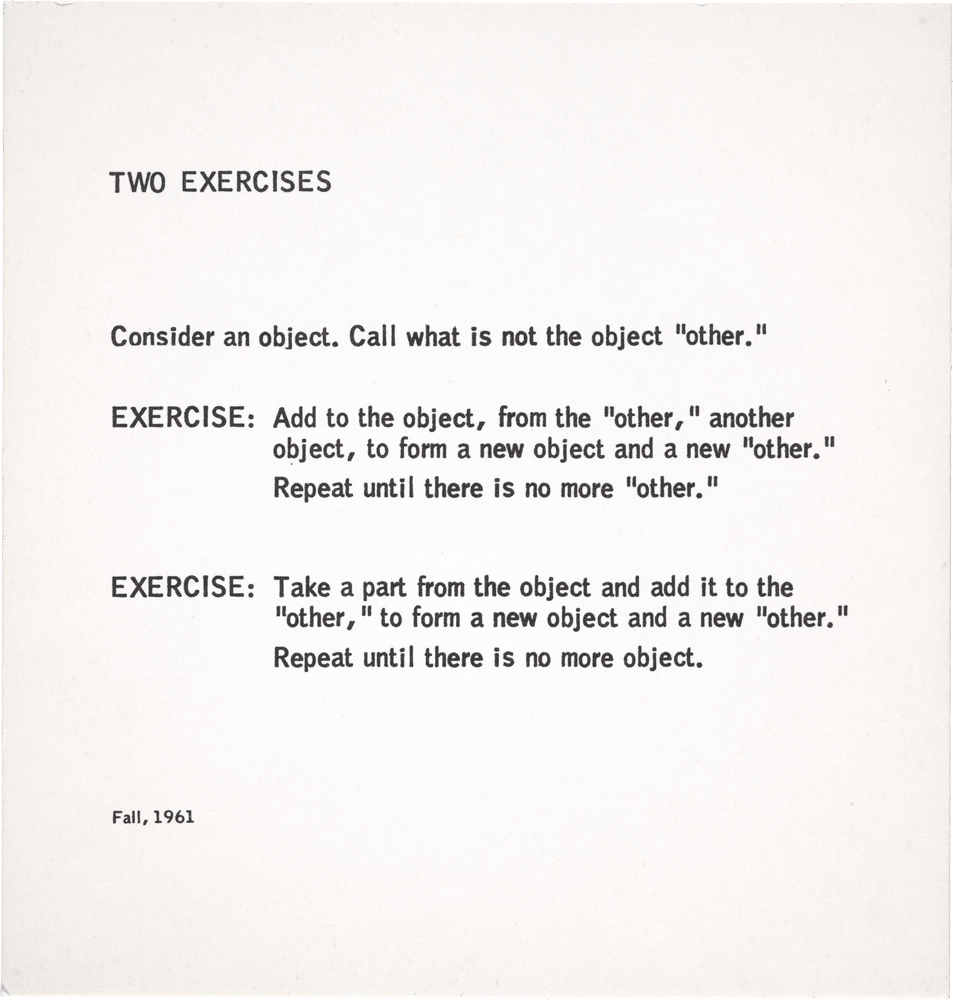 TWO EXERCISES
Consider an object. Call what is not the object "other."
EXERCISE: Add to the object, from the "other," another
object, to form a new object and a new "other."
Repeat until there is no more "other."
EXERCISE: Take a part from the object and add it to the
"other," to form a new object and a new "other."
Repeat until there is no more object.
Fall, 1961